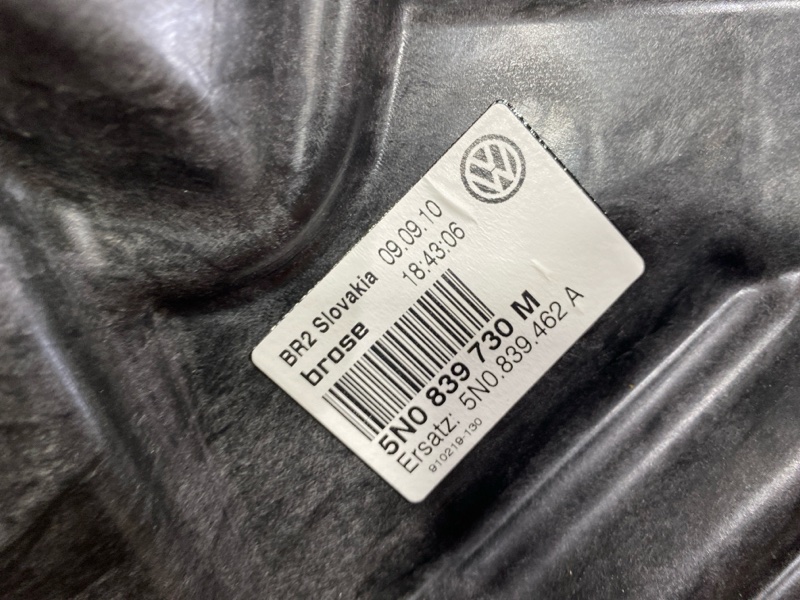 BR2 Slovakia 09.09.10
brose 18:43:06
5N0 839 730 M
Ersatz: 5N0.839.462 A
910219-130